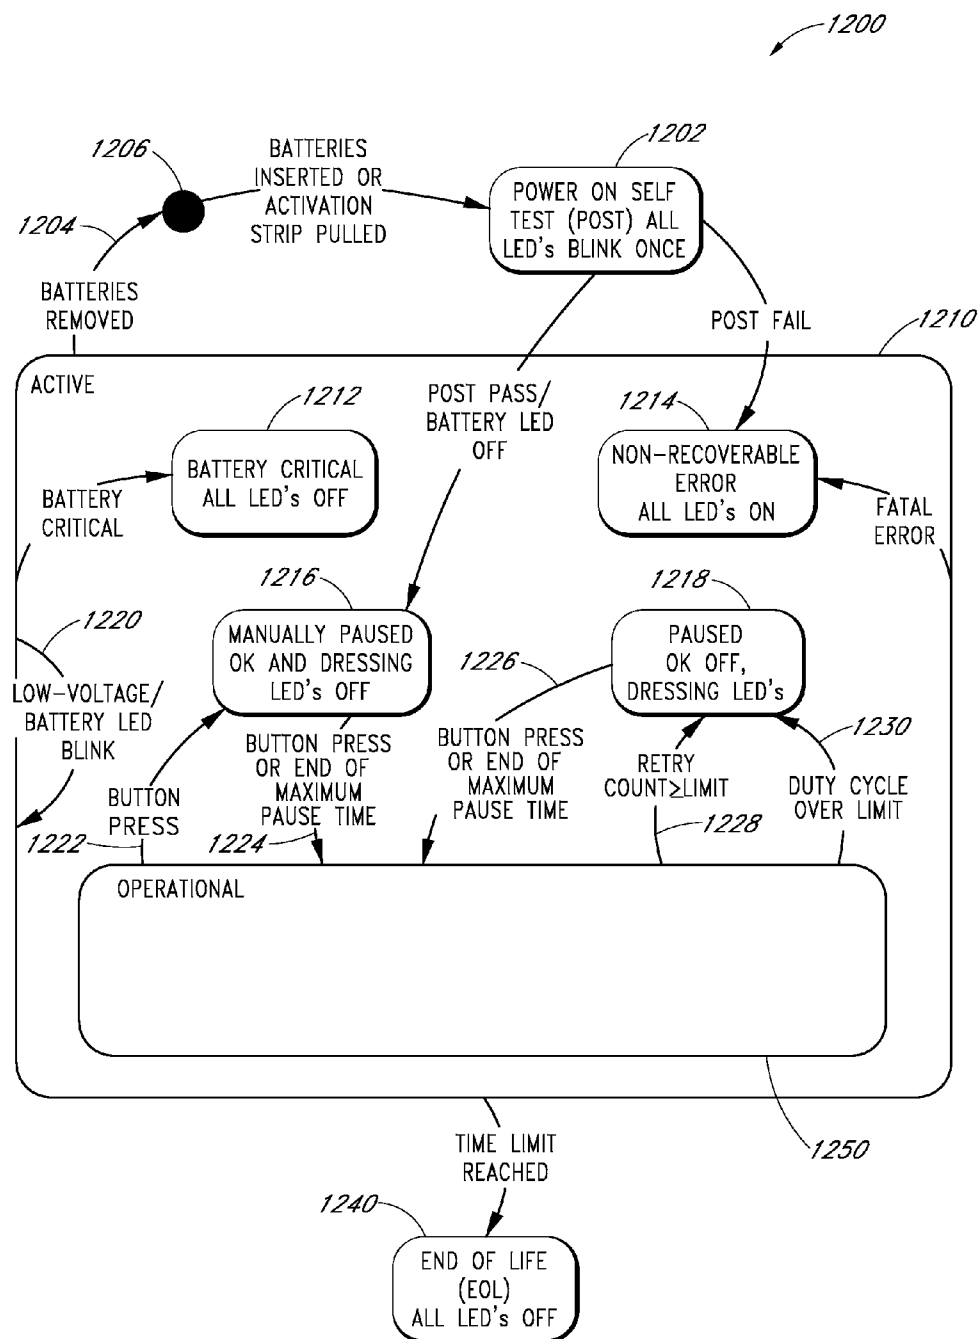 1200
1206
BATTERIES
INSERTED OR
ACTIVATION
STRIP PULLED
1202
POWER ON SELF
TEST (POST) ALL
LED's BLINK ONCE
1204
BATTERIES
REMOVED
POST FAIL
1210
ACTIVE
1212
BATTERY CRITICAL
ALL LED's OFF
POST PASS/
BATTERY LED
OFF
1214
NON-RECOVERABLE
ERROR
ALL LED's ON
BATTERY
CRITICAL
FATAL
ERROR
1216
MANUALLY PAUSED
OK AND DRESSING
LED's OFF
1218
PAUSED
OK OFF,
DRESSING LED's
1220
LOW-VOLTAGE/
BATTERY LED
BLINK
1226
1222
BUTTON
PRESS
BUTTON PRESS
OR END OF
MAXIMUM
PAUSE TIME
1224
BUTTON PRESS
OR END OF
MAXIMUM
PAUSE TIME
RETRY
COUNT≥LIMIT
1228
1230
DUTY CYCLE
OVER LIMIT
OPERATIONAL
1250
TIME LIMIT
REACHED
1240
END OF LIFE
(EOL)
ALL LED's OFF